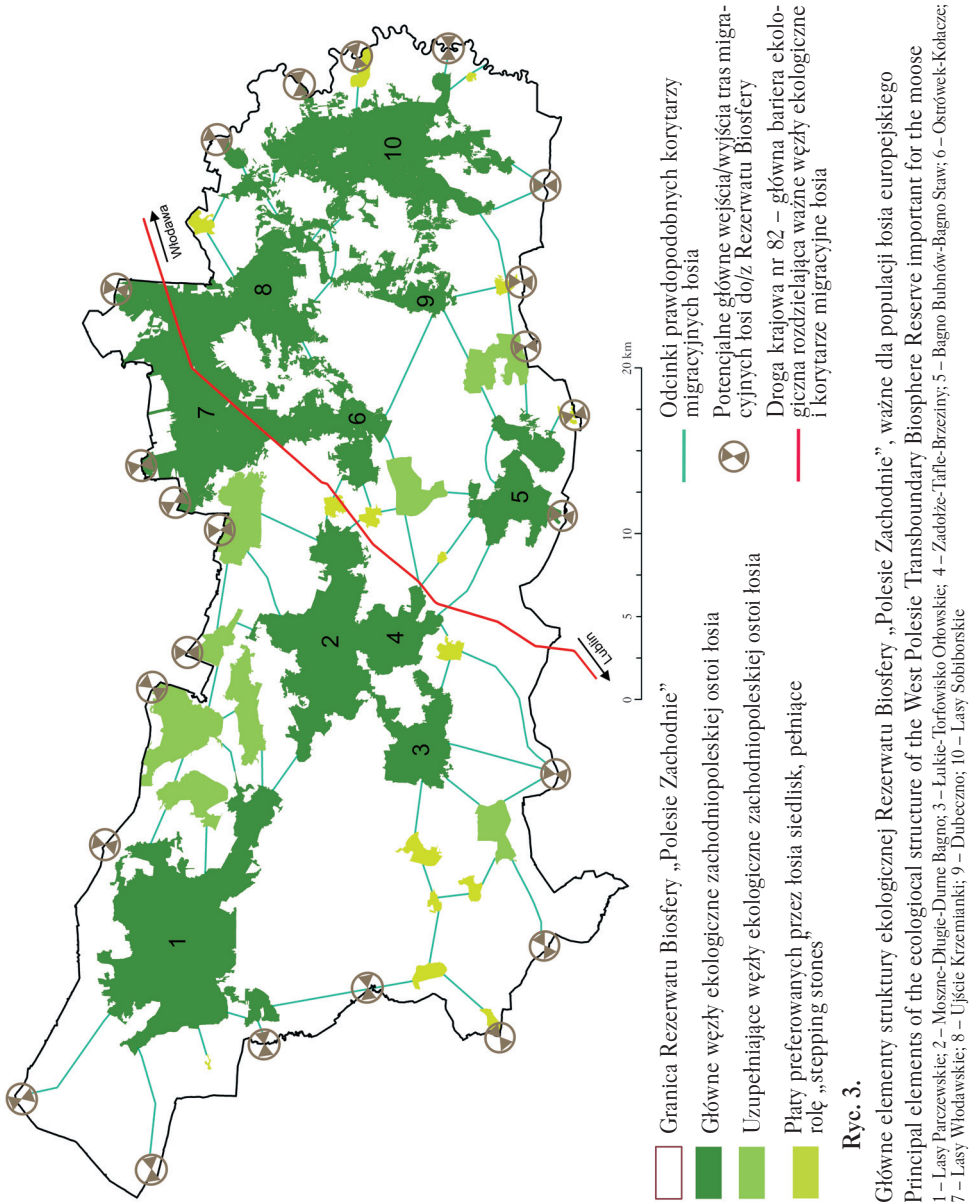 1
2
3
4
5
6
7
8
9
10
Włodawa
Lublin
0
5
10
20 km
Granica Rezerwatu Biosfery „Polesie Zachodnie”
Główne węzły ekologiczne zachodniopoleskiej ostoi łosia
Uzupełniające węzły ekologiczne zachodniopoleskiej ostoi łosia
Płaty preferowanych przez łosia siedlisk, pełniące
rolę „stepping stones”
Odcinki prawdopodobnych korytarzy
migracyjnych łosia
Potencjalne główne wejścia/wyjścia tras migra-
cyjnych łosi do/z Rezerwatu Biosfery
Droga krajowa nr 82 – główna bariera ekolo-
giczna rozdzielająca ważne węzły ekologiczne
i korytarze migracyjne łosia
Ryc. 3.
Główne elementy struktury ekologicznej Rezerwatu Biosfery „Polesie Zachodnie”, ważne dla populacji łosia europejskiego
Principal elements of the ecological structure of the West Polesie Transboundary Biosphere Reserve important for the moose
1 – Lasy Parczewskie; 2 – Moszne-Długie-Durne Bagno; 3 – Łukie-Torfowisko Orłowskie; 4 – Zadołże-Tafle-Brzeziny; 5 – Bagno Bubnów-Bagno Staw; 6 – Ostrówek-Kołacze;
7 – Lasy Włodawskie; 8 – Ujście Krzemianki; 9 – Dubeczno; 10 – Lasy Sobiborskie